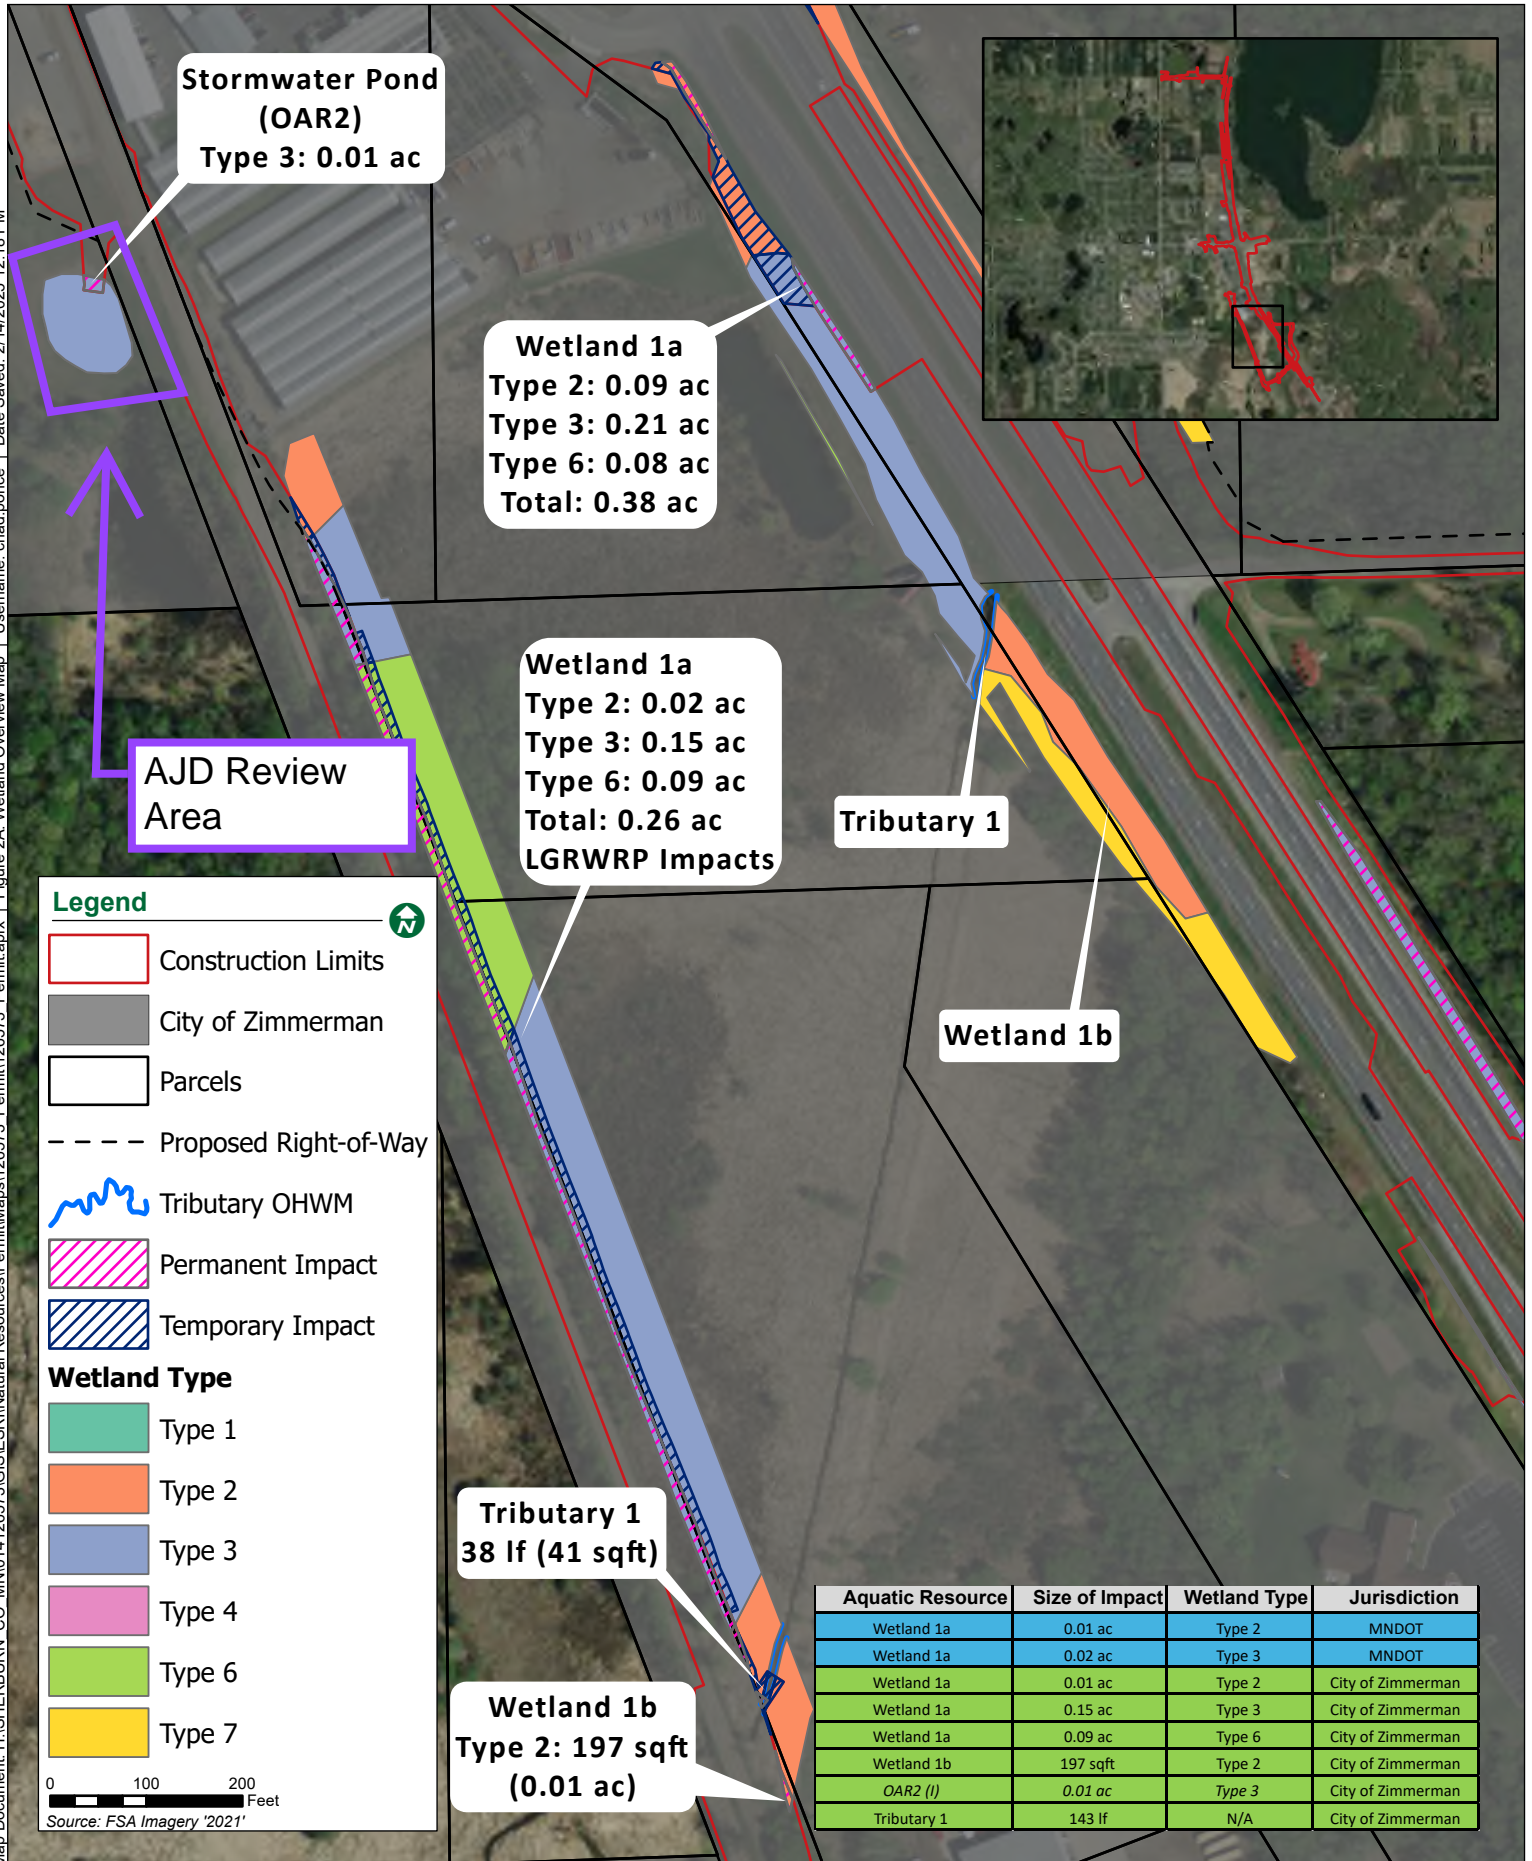 Stormwater Pond
(OAR2)
Type 3: 0.01 ac
Wetland 1a
Type 2: 0.09 ac
Type 3: 0.21 ac
Type 6: 0.08 ac
Total: 0.38 ac
Wetland 1a
Type 2: 0.02 ac
Type 3: 0.15 ac
Type 6: 0.09 ac
Total: 0.26 ac
LGRWRP Impacts
AJD Review
Area
Tributary 1
Wetland 1b
Legend
N
Construction Limits
City of Zimmerman
Parcels
Proposed Right-of-Way
Tributary OHWM
Permanent Impact
Temporary Impact
Wetland Type
Type 1
Type 2
Type 3
Type 4
Type 6
Type 7
0 100 200
Feet
Source: FSA Imagery '2021'
Tributary 1
38 lf (41 sqft)
Wetland 1b
Type 2: 197 sqft
(0.01 ac)
Aquatic Resource Size of Impact Wetland Type Jurisdiction
Wetland 1a 0.01 ac Type 2 MNDOT
Wetland 1a 0.02 ac Type 3 MNDOT
Wetland 1a 0.01 ac Type 2 City of Zimmerman
Wetland 1a 0.15 ac Type 3 City of Zimmerman
Wetland 1a 0.09 ac Type 6 City of Zimmerman
Wetland 1b 197 sqft Type 2 City of Zimmerman
OAR2 (I) 0.01 ac Type 3 City of Zimmerman
Tributary 1 143 lf N/A City of Zimmerman